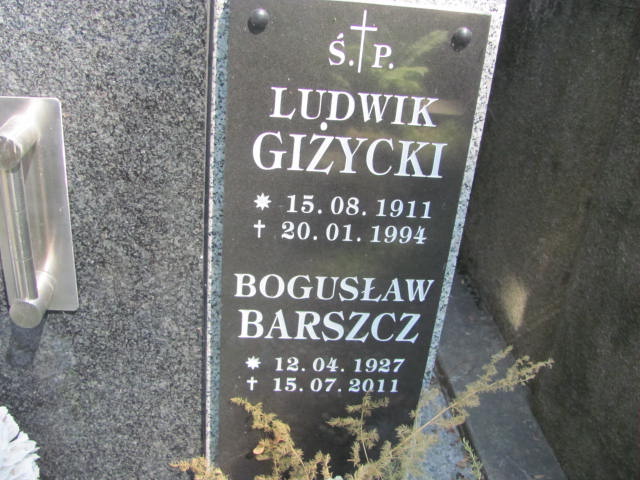 Ś.†P.
LUDWIK
GIŻYCKI
* 15.08.1911
† 20.01.1994
BOGUSŁAW
BARSZCZ
* 12.04.1927
† 15.07.2011